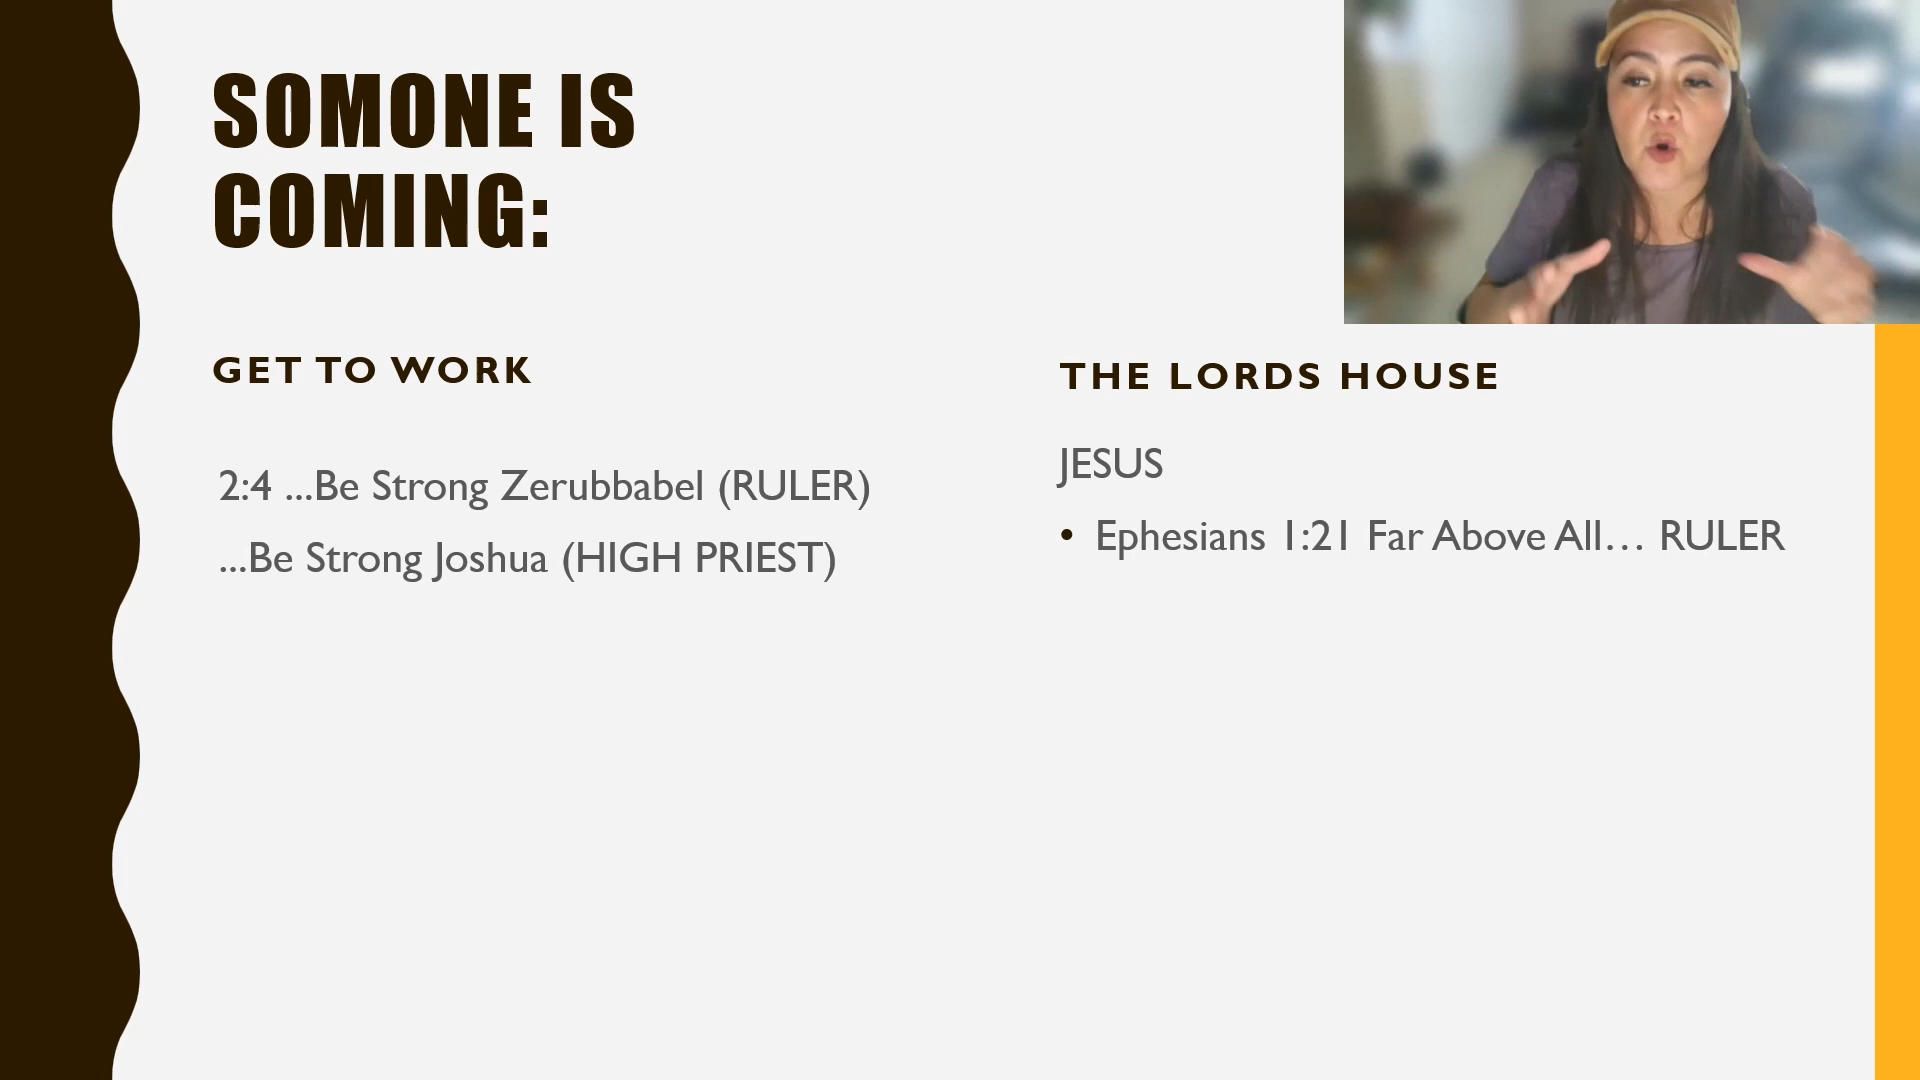 SOMONE IS
COMING:
GET TO WORK
2:4 ...Be Strong Zerubbabel (RULER)
...Be Strong Joshua (HIGH PRIEST)
THE LORDS HOUSE
JESUS
• Ephesians 1:21 Far Above All… RULER